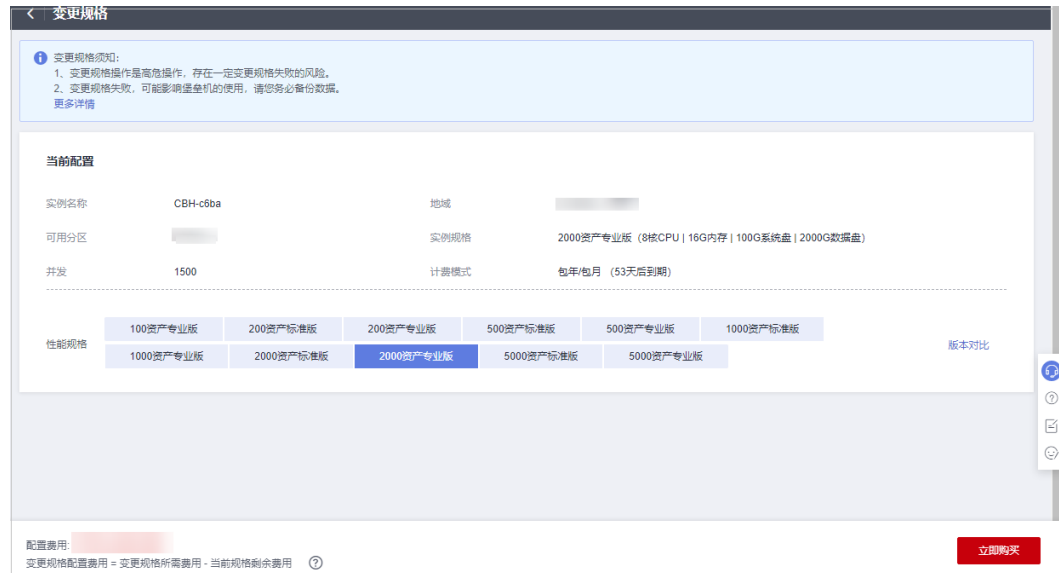 变更规格
变更规格须知:
1、变更规格操作是高危操作，存在一定变更规格失败的风险。
2、变更规格失败，可能影响堡垒机的使用，请您务必备份数据。
更多详情
当前配置
实例名称 CBH-c6ba 地域
可用分区 实例规格 2000资产专业版（8核CPU | 16G内存 | 100G系统盘 | 2000G数据盘）
并发 1500 计费模式 包年/包月 （53天后到期）
100资产专业版 200资产标准版 200资产专业版 500资产标准版 500资产专业版 1000资产标准版
性能规格 版本对比
1000资产专业版 2000资产标准版 2000资产专业版 5000资产标准版 5000资产专业版
配置费用:
变更规格配置费用 = 变更规格所需费用 - 当前规格剩余费用
立即购买